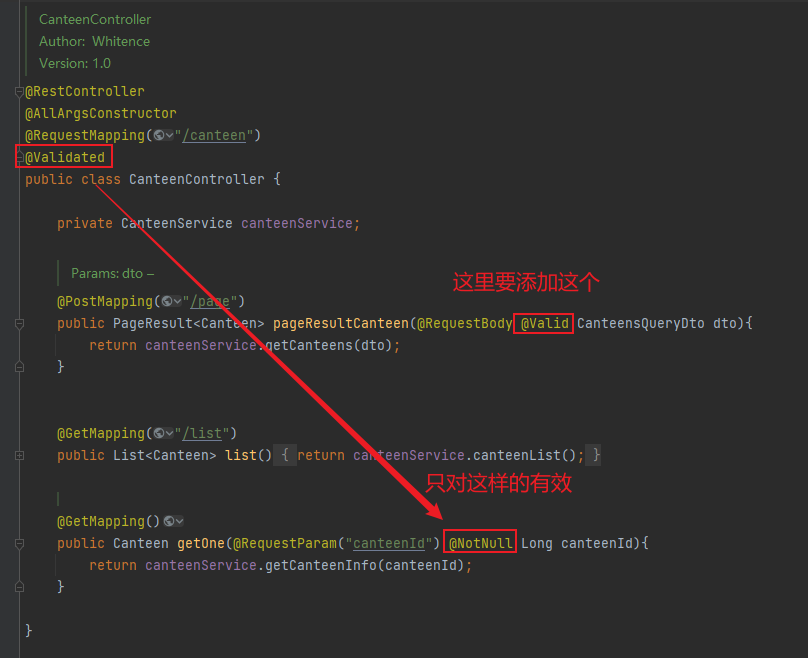 CanteenController
Author: Whitence
Version: 1.0
@RestController
@AllArgsConstructor
@RequestMapping("/canteen")
@Validated
public class CanteenController {
private CanteenService canteenService;
Params: dto –
这里要添加这个
@PostMapping("/page")
public PageResult<Canteen> pageResultCanteen(@RequestBody @Valid CanteensQueryDto dto){
return canteenService.getCanteens(dto);
}
@GetMapping("/list")
public List<Canteen> list() { return canteenService.canteenList(); }
只对这样的有效
@GetMapping()
public Canteen getOne(@RequestParam("canteenId") @NotNull Long canteenId){
return canteenService.getCanteenInfo(canteenId);
}
}